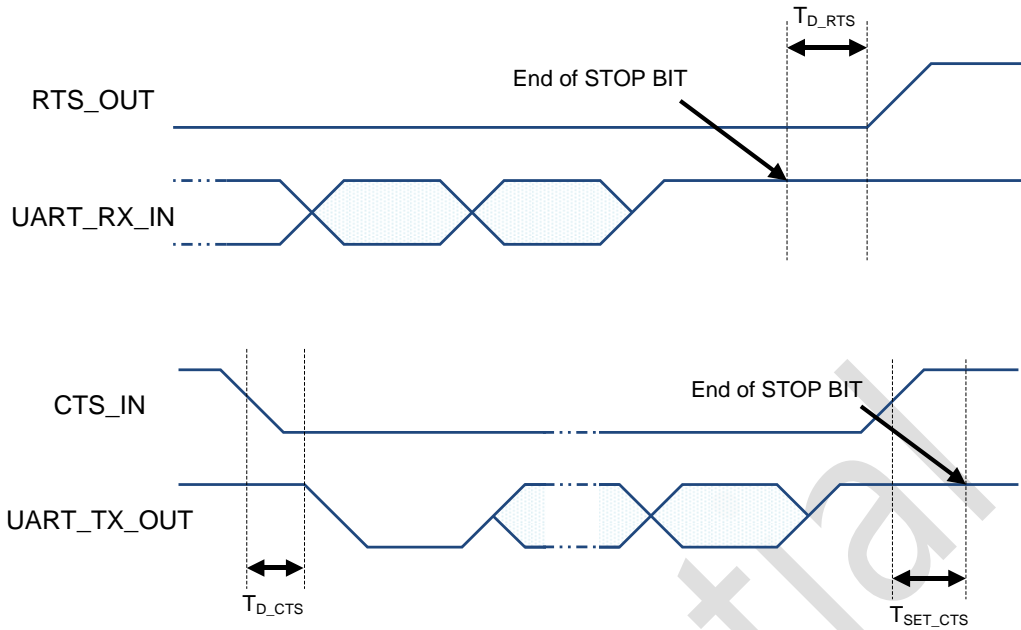 T_D_RTS
End of STOP BIT
RTS_OUT
UART_RX_IN
End of STOP BIT
CTS_IN
UART_TX_OUT
T_D_CTS
T_SET_CTS